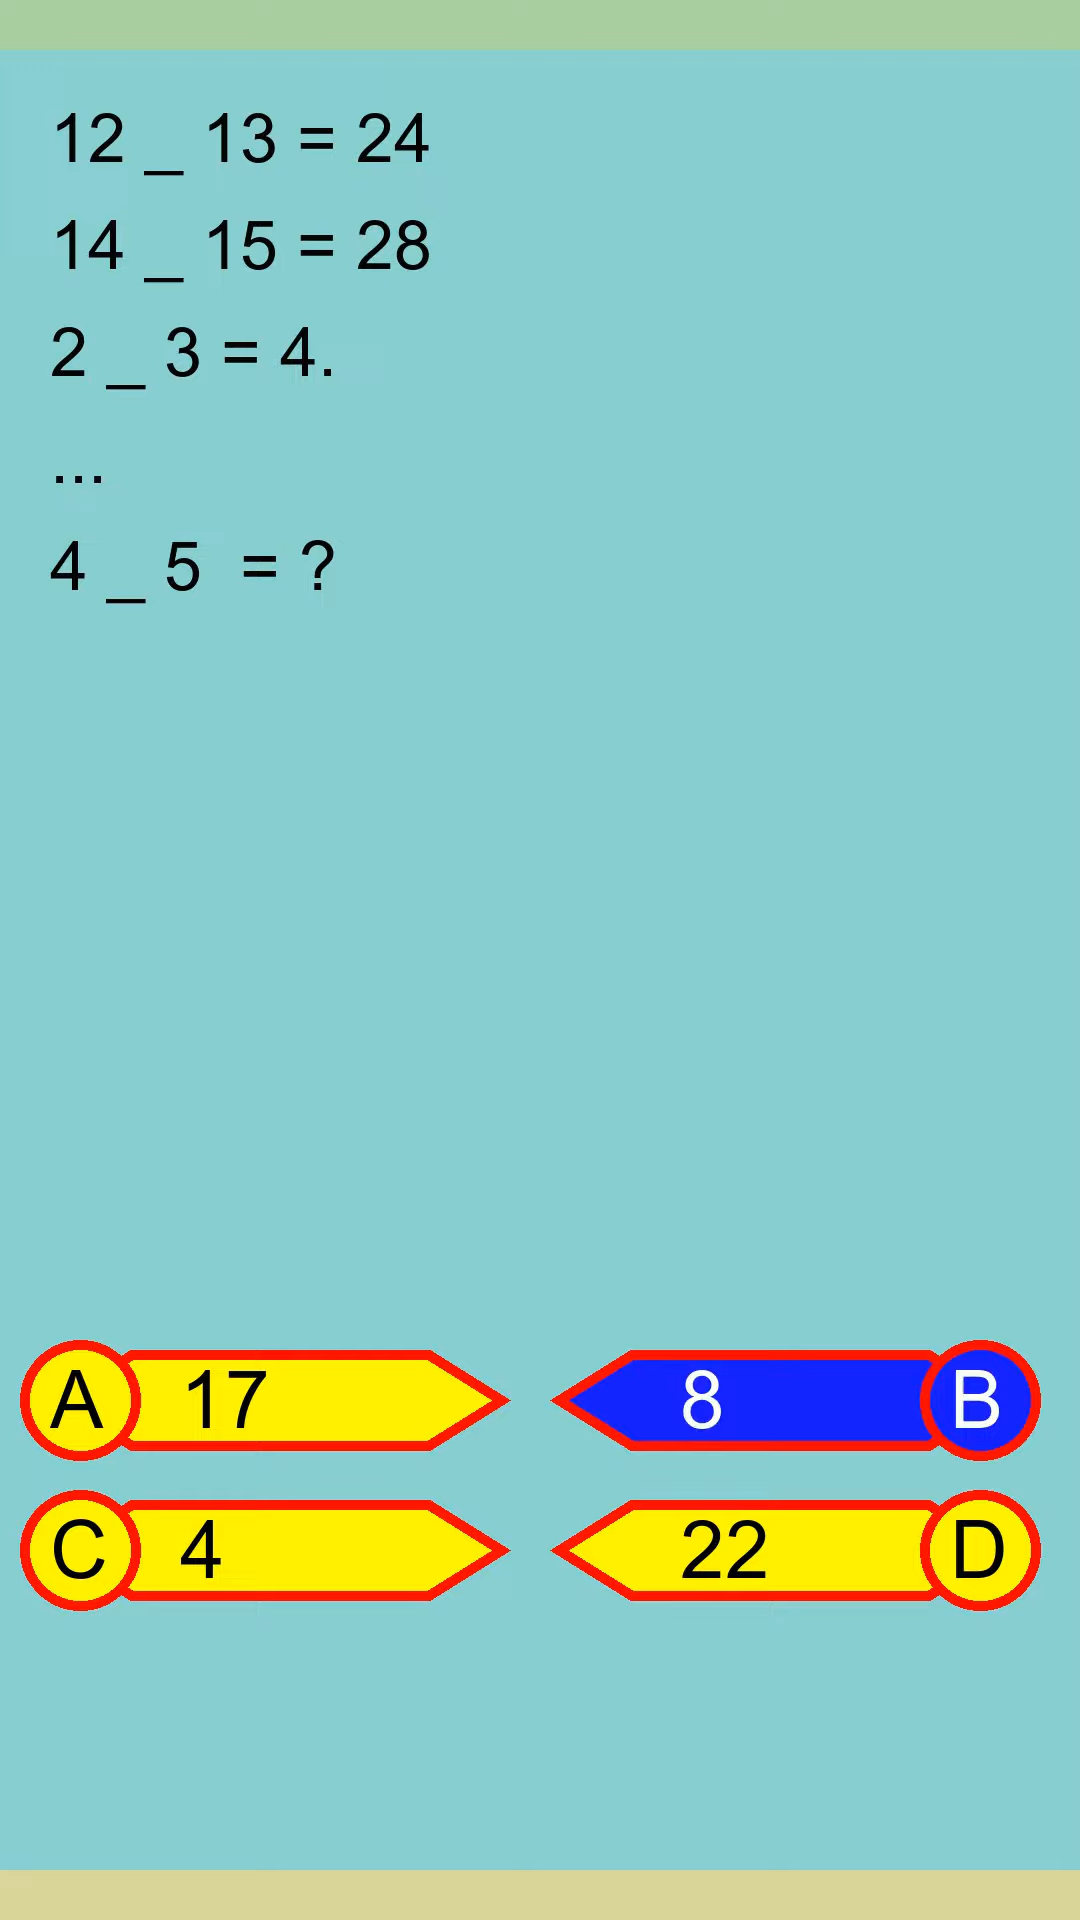 12 _ 13 = 24
14 _ 15 = 28
2 _ 3 = 4.
...
4 _ 5  = ?
A 17
8 B
C 4
22 D